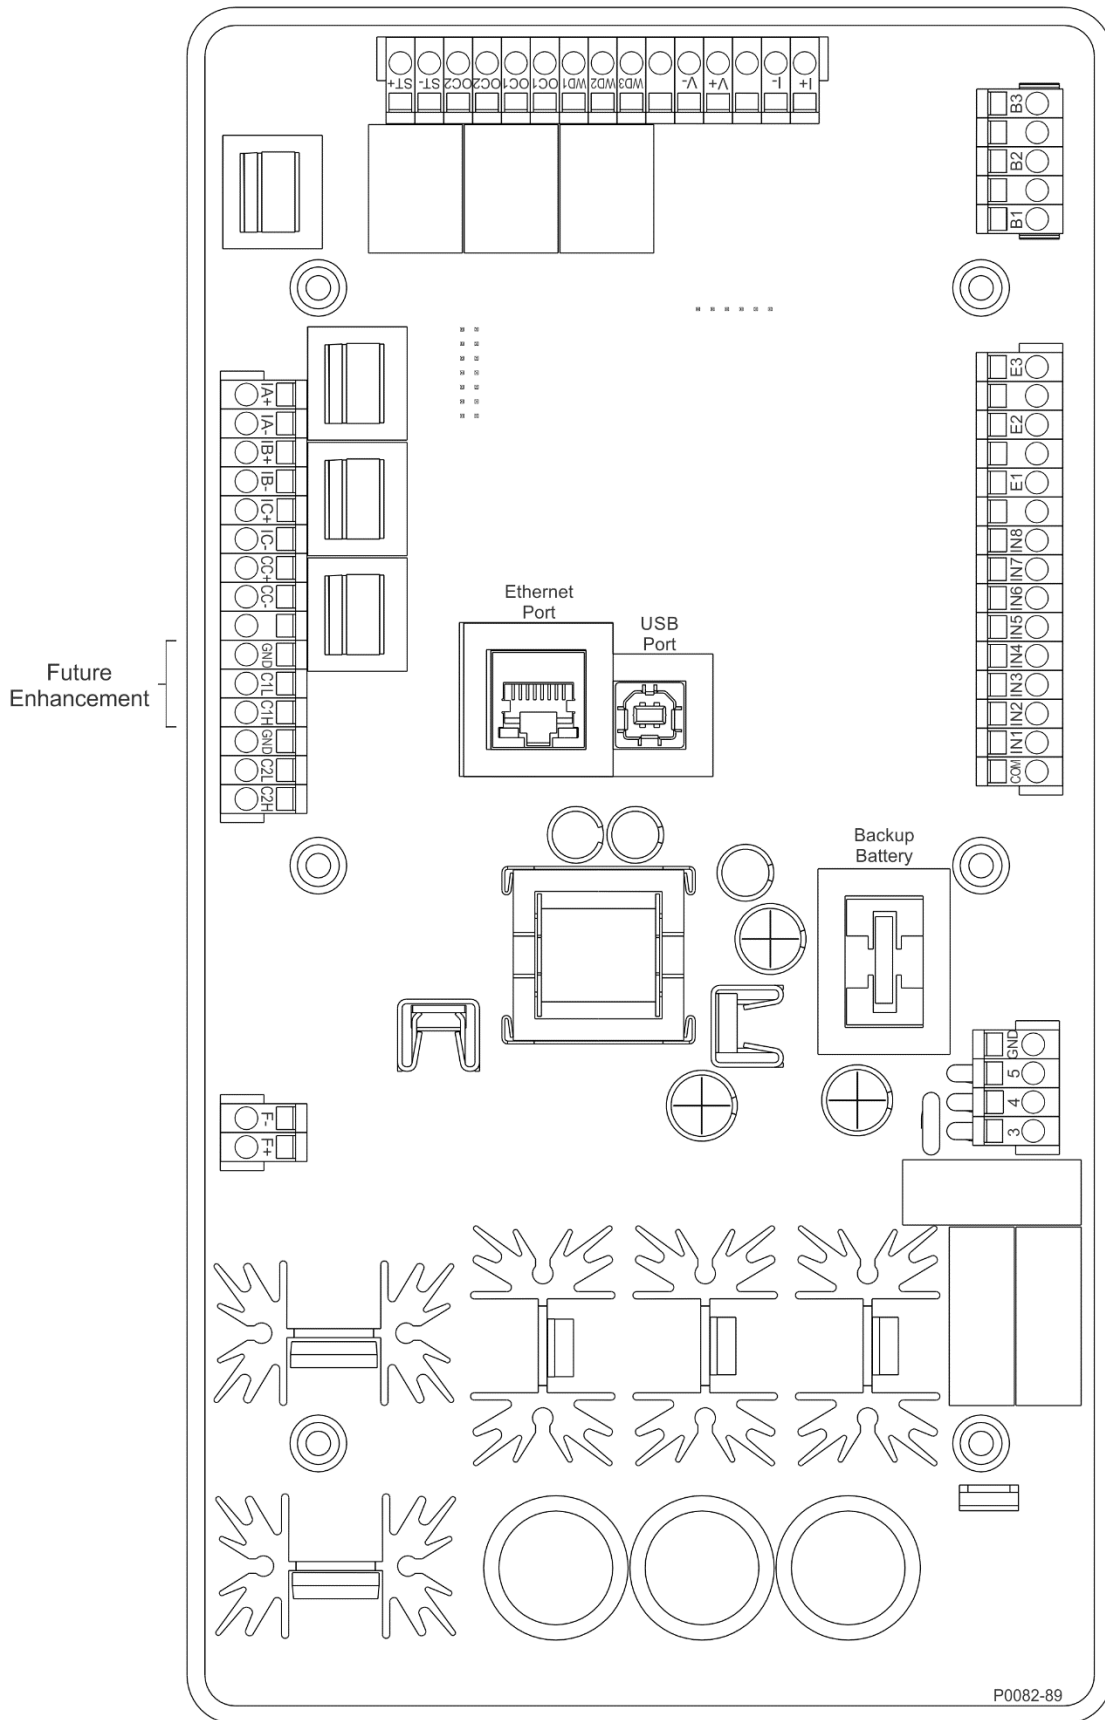 ST+
ST-
OC2
OC2
OC1
OC1
WD1
WD2
WD3
V-
V+
I-
I+
B3
B2
B1
IA+
IA-
IB+
IB-
IC+
IC-
CC+
CC-
GND
C1L
C1H
GND
C2L
C2H
Future
Enhancement
Ethernet
Port
USB
Port
E3
E2
E1
IN8
IN7
IN6
IN5
IN4
IN3
IN2
IN1
COM
Backup
Battery
GND
5
4
3
F-
F+
P0082-89